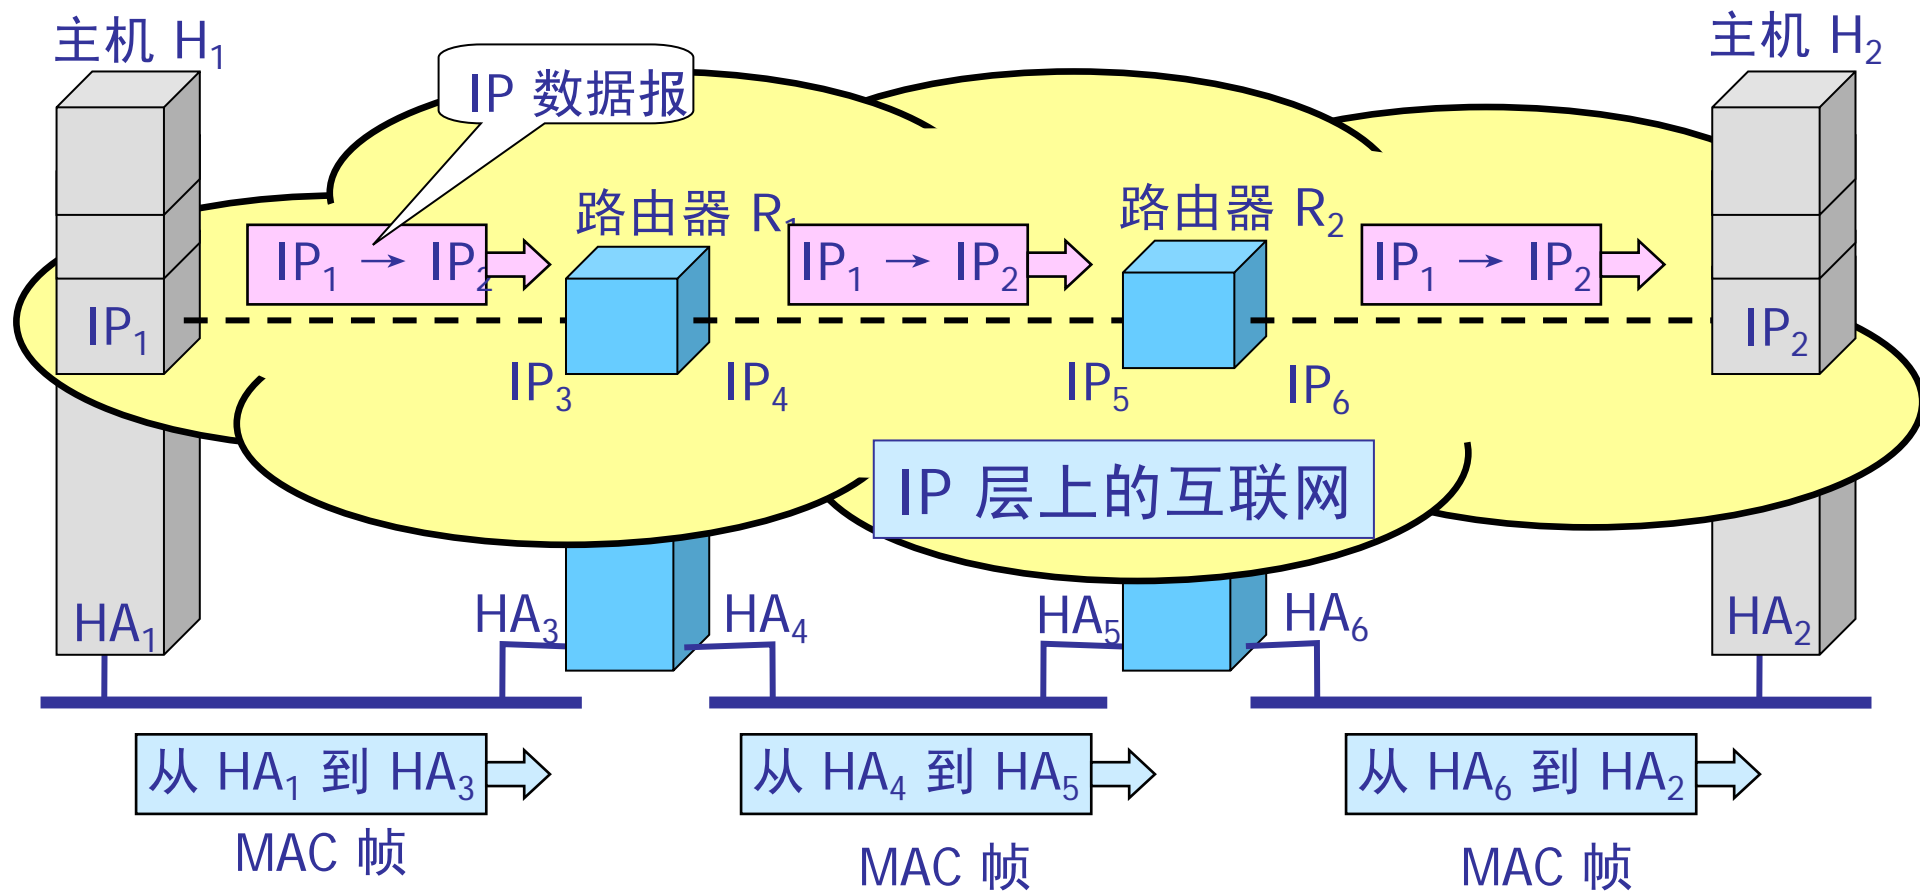 主机 H1
主机 H2
IP 数据报
路由器 R1
路由器 R2
IP1 → IP2
IP1 → IP2
IP1 → IP2
IP1
IP2
IP3
IP4
IP5
IP6
IP 层上的互联网
HA1
HA3
HA4
HA5
HA6
HA2
从 HA1 到 HA3
从 HA4 到 HA5
从 HA6 到 HA2
MAC 帧
MAC 帧
MAC 帧